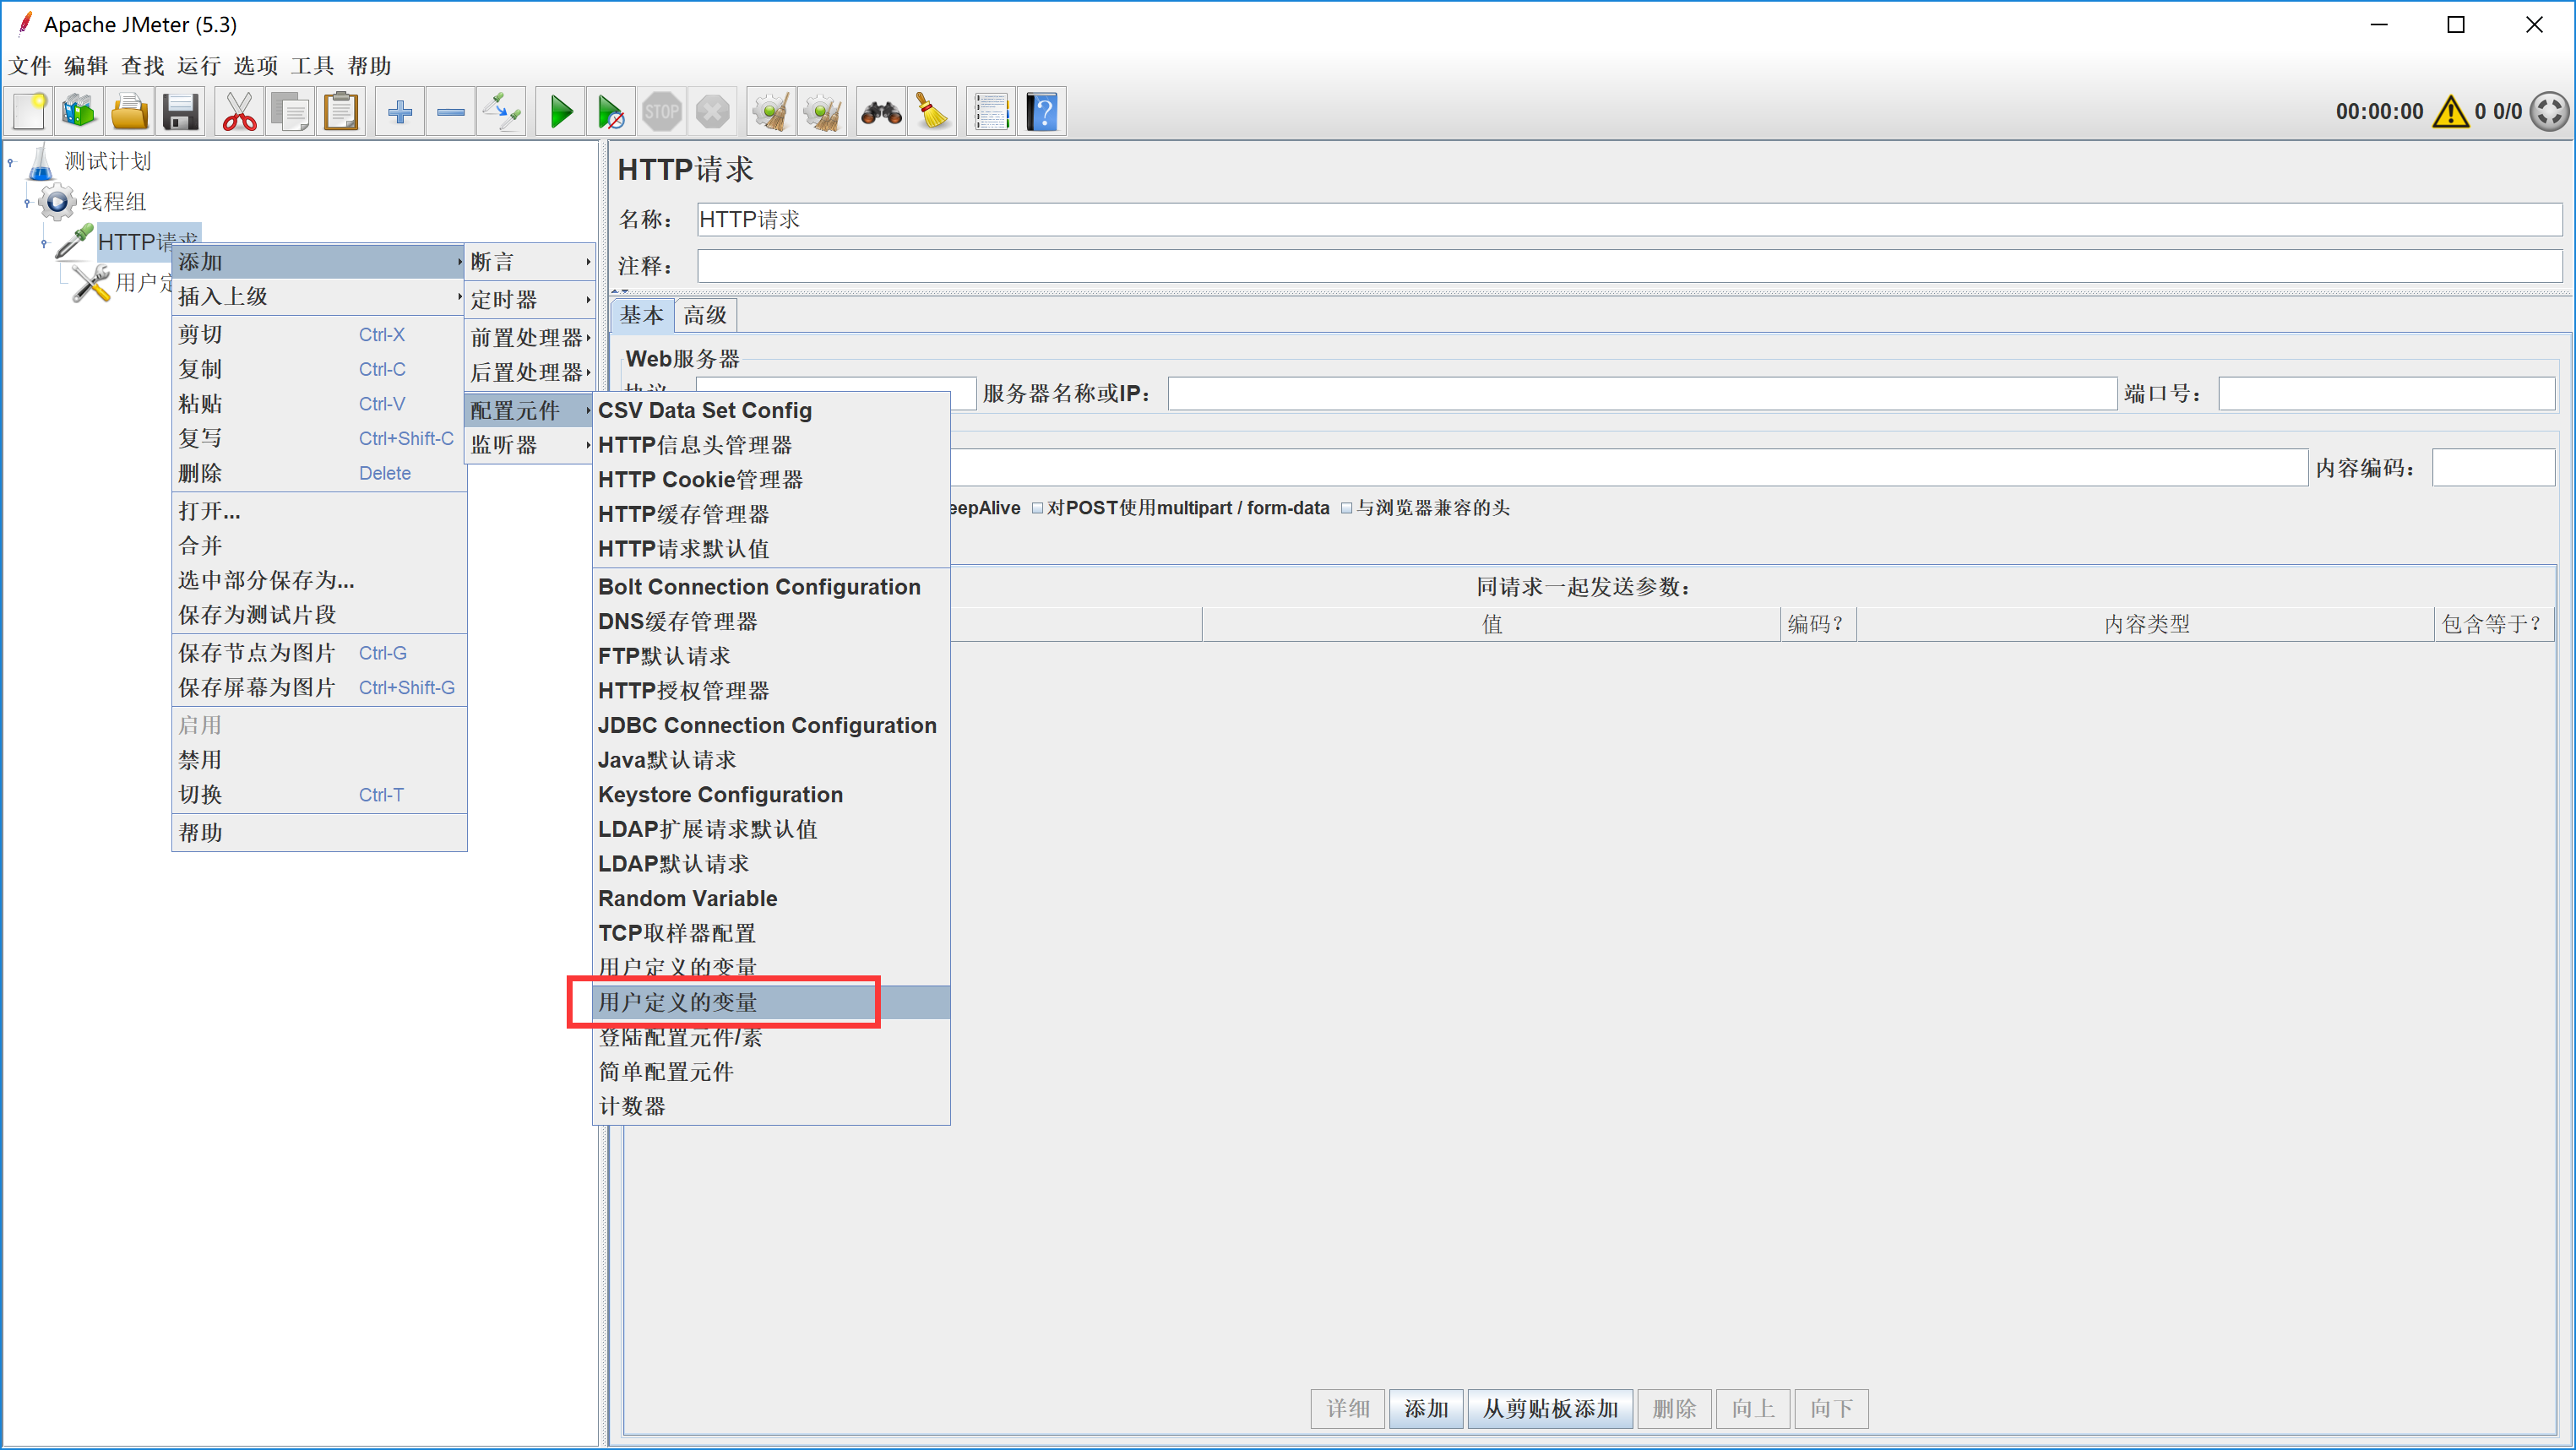 Apache JMeter (5.3)
文件 编辑 查找 运行 选项 工具 帮助
STOP
00:00:00 0 0/0
测试计划
线程组
HTTP请求
用户定
添加
插入上级
剪切 Ctrl-X
复制 Ctrl-C
粘贴 Ctrl-V
复写 Ctrl+Shift-C
删除 Delete
打开...
合并
选中部分保存为...
保存为测试片段
保存节点为图片 Ctrl-G
保存屏幕为图片 Ctrl+Shift-G
启用
禁用
切换 Ctrl-T
帮助
断言
定时器
前置处理器
后置处理器
配置元件
监听器
CSV Data Set Config
HTTP信息头管理器
HTTP Cookie管理器
HTTP缓存管理器
HTTP请求默认值
Bolt Connection Configuration
DNS缓存管理器
FTP默认请求
HTTP授权管理器
JDBC Connection Configuration
Java默认请求
Keystore Configuration
LDAP扩展请求默认值
LDAP默认请求
Random Variable
TCP取样器配置
用户定义的变量
用户定义的变量
登陆配置元件/素
简单配置元件
计数器
HTTP请求
名称： HTTP请求
注释：
基本 高级
Web服务器
服务器名称或IP： 端口号：
内容编码：
eepAlive 对POST使用multipart / form-data 与浏览器兼容的头
同请求一起发送参数：
值 编码? 内容类型 包含等于?
详细 添加 从剪贴板添加 删除 向上 向下